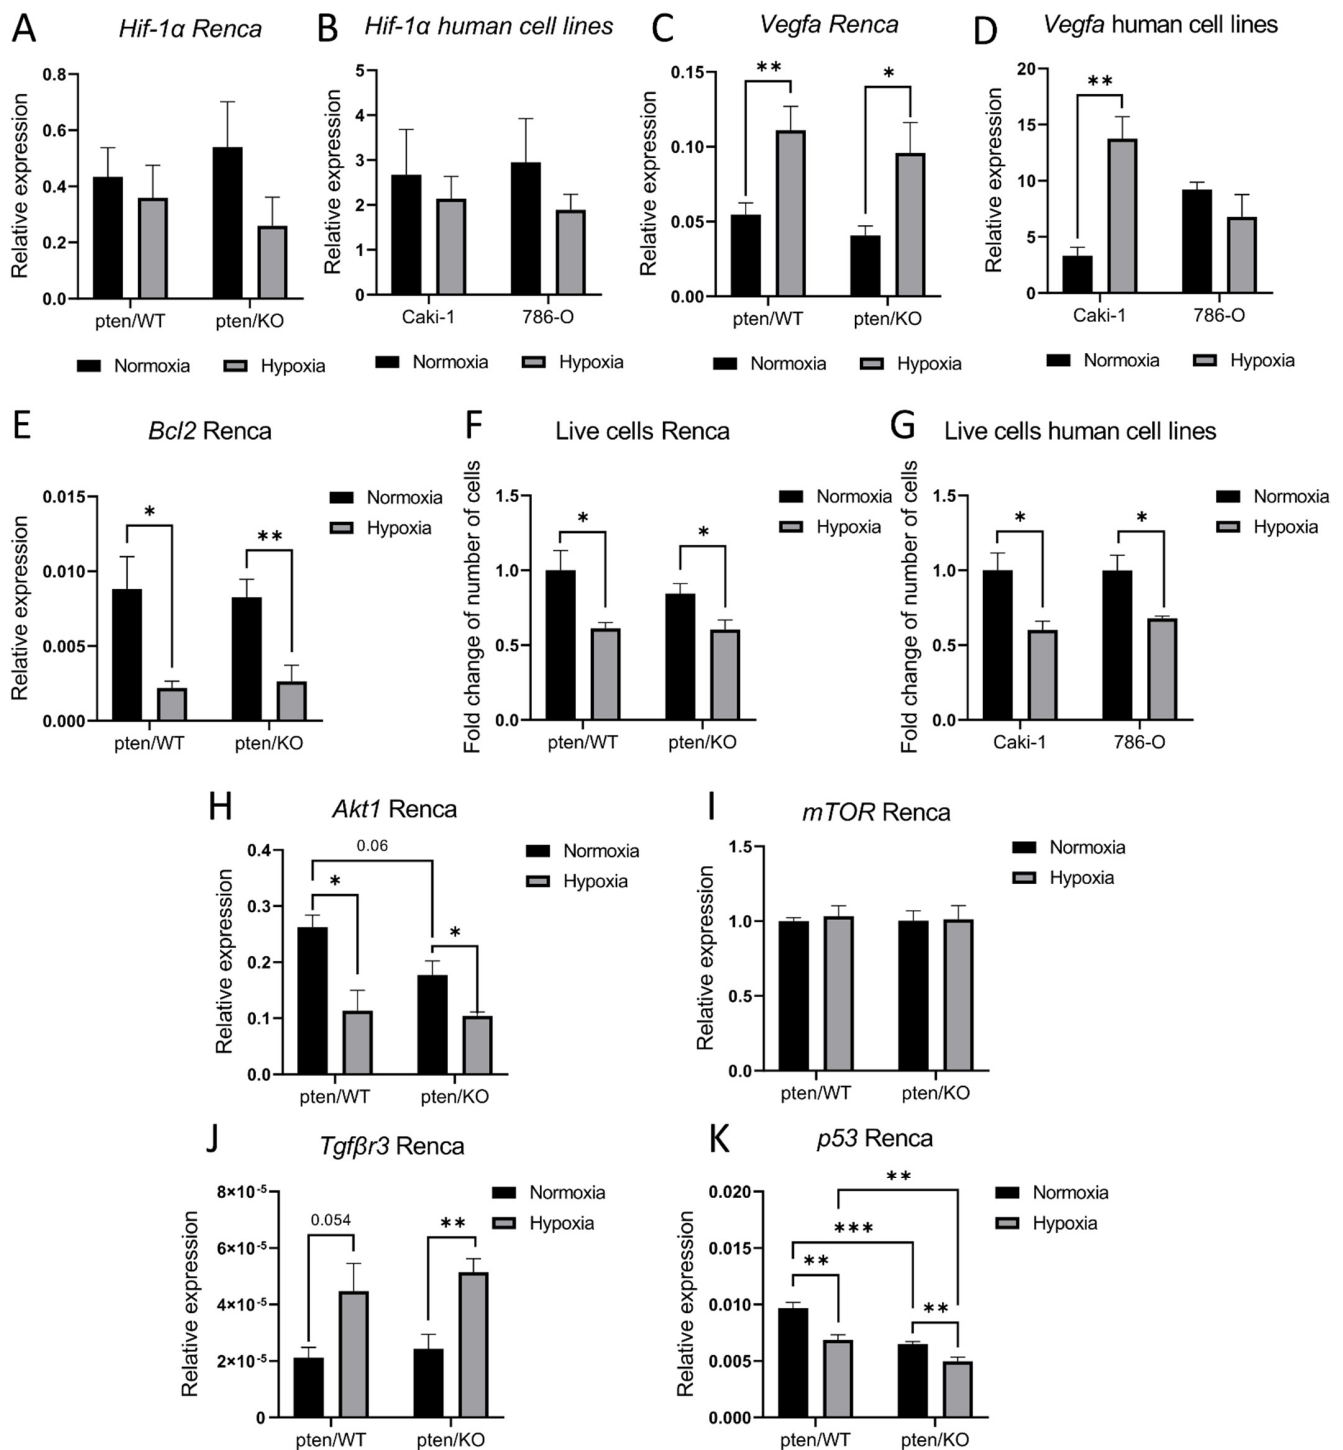 A
Hif-1α Renca
Relative expression
0.8
0.6
0.4
0.2
0.0
pten/WT
pten/KO
Normoxia
Hypoxia
B
Hif-1α human cell lines
Relative expression
5
4
3
2
1
0
Caki-1
786-O
Normoxia
Hypoxia
C
Vegfa Renca
Relative expression
0.15
0.10
0.05
0.00
**
*
pten/WT
pten/KO
Normoxia
Hypoxia
D
Vegfa human cell lines
Relative expression
20
15
10
5
0
**
Caki-1
786-O
Normoxia
Hypoxia
E
Bcl2 Renca
Relative expression
0.015
0.010
0.005
0.000
*
**
pten/WT
pten/KO
Normoxia
Hypoxia
F
Live cells Renca
Fold change of number of cells
1.5
1.0
0.5
0.0
*
*
pten/WT
pten/KO
Normoxia
Hypoxia
G
Live cells human cell lines
Fold change of number of cells
1.5
1.0
0.5
0.0
*
*
Caki-1
786-O
Normoxia
Hypoxia
H
Akt1 Renca
Relative expression
0.4
0.3
0.2
0.1
0.0
0.06
*
*
pten/WT
pten/KO
Normoxia
Hypoxia
I
mTOR Renca
Relative expression
1.5
1.0
0.5
0.0
pten/WT
pten/KO
Normoxia
Hypoxia
J
Tgfβr3 Renca
Relative expression
8×10⁻⁵
6×10⁻⁵
4×10⁻⁵
2×10⁻⁵
0
0.054
**
pten/WT
pten/KO
Normoxia
Hypoxia
K
p53 Renca
Relative expression
0.020
0.015
0.010
0.005
0.000
**
***
**
**
pten/WT
pten/KO
Normoxia
Hypoxia